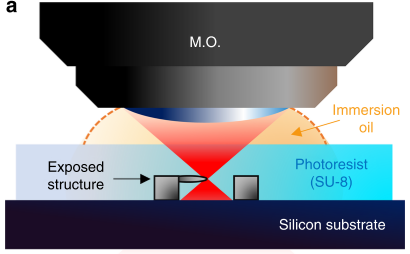 a
M.O.
Immersion
oil
Exposed
structure
Photoresist
(SU-8)
Silicon substrate